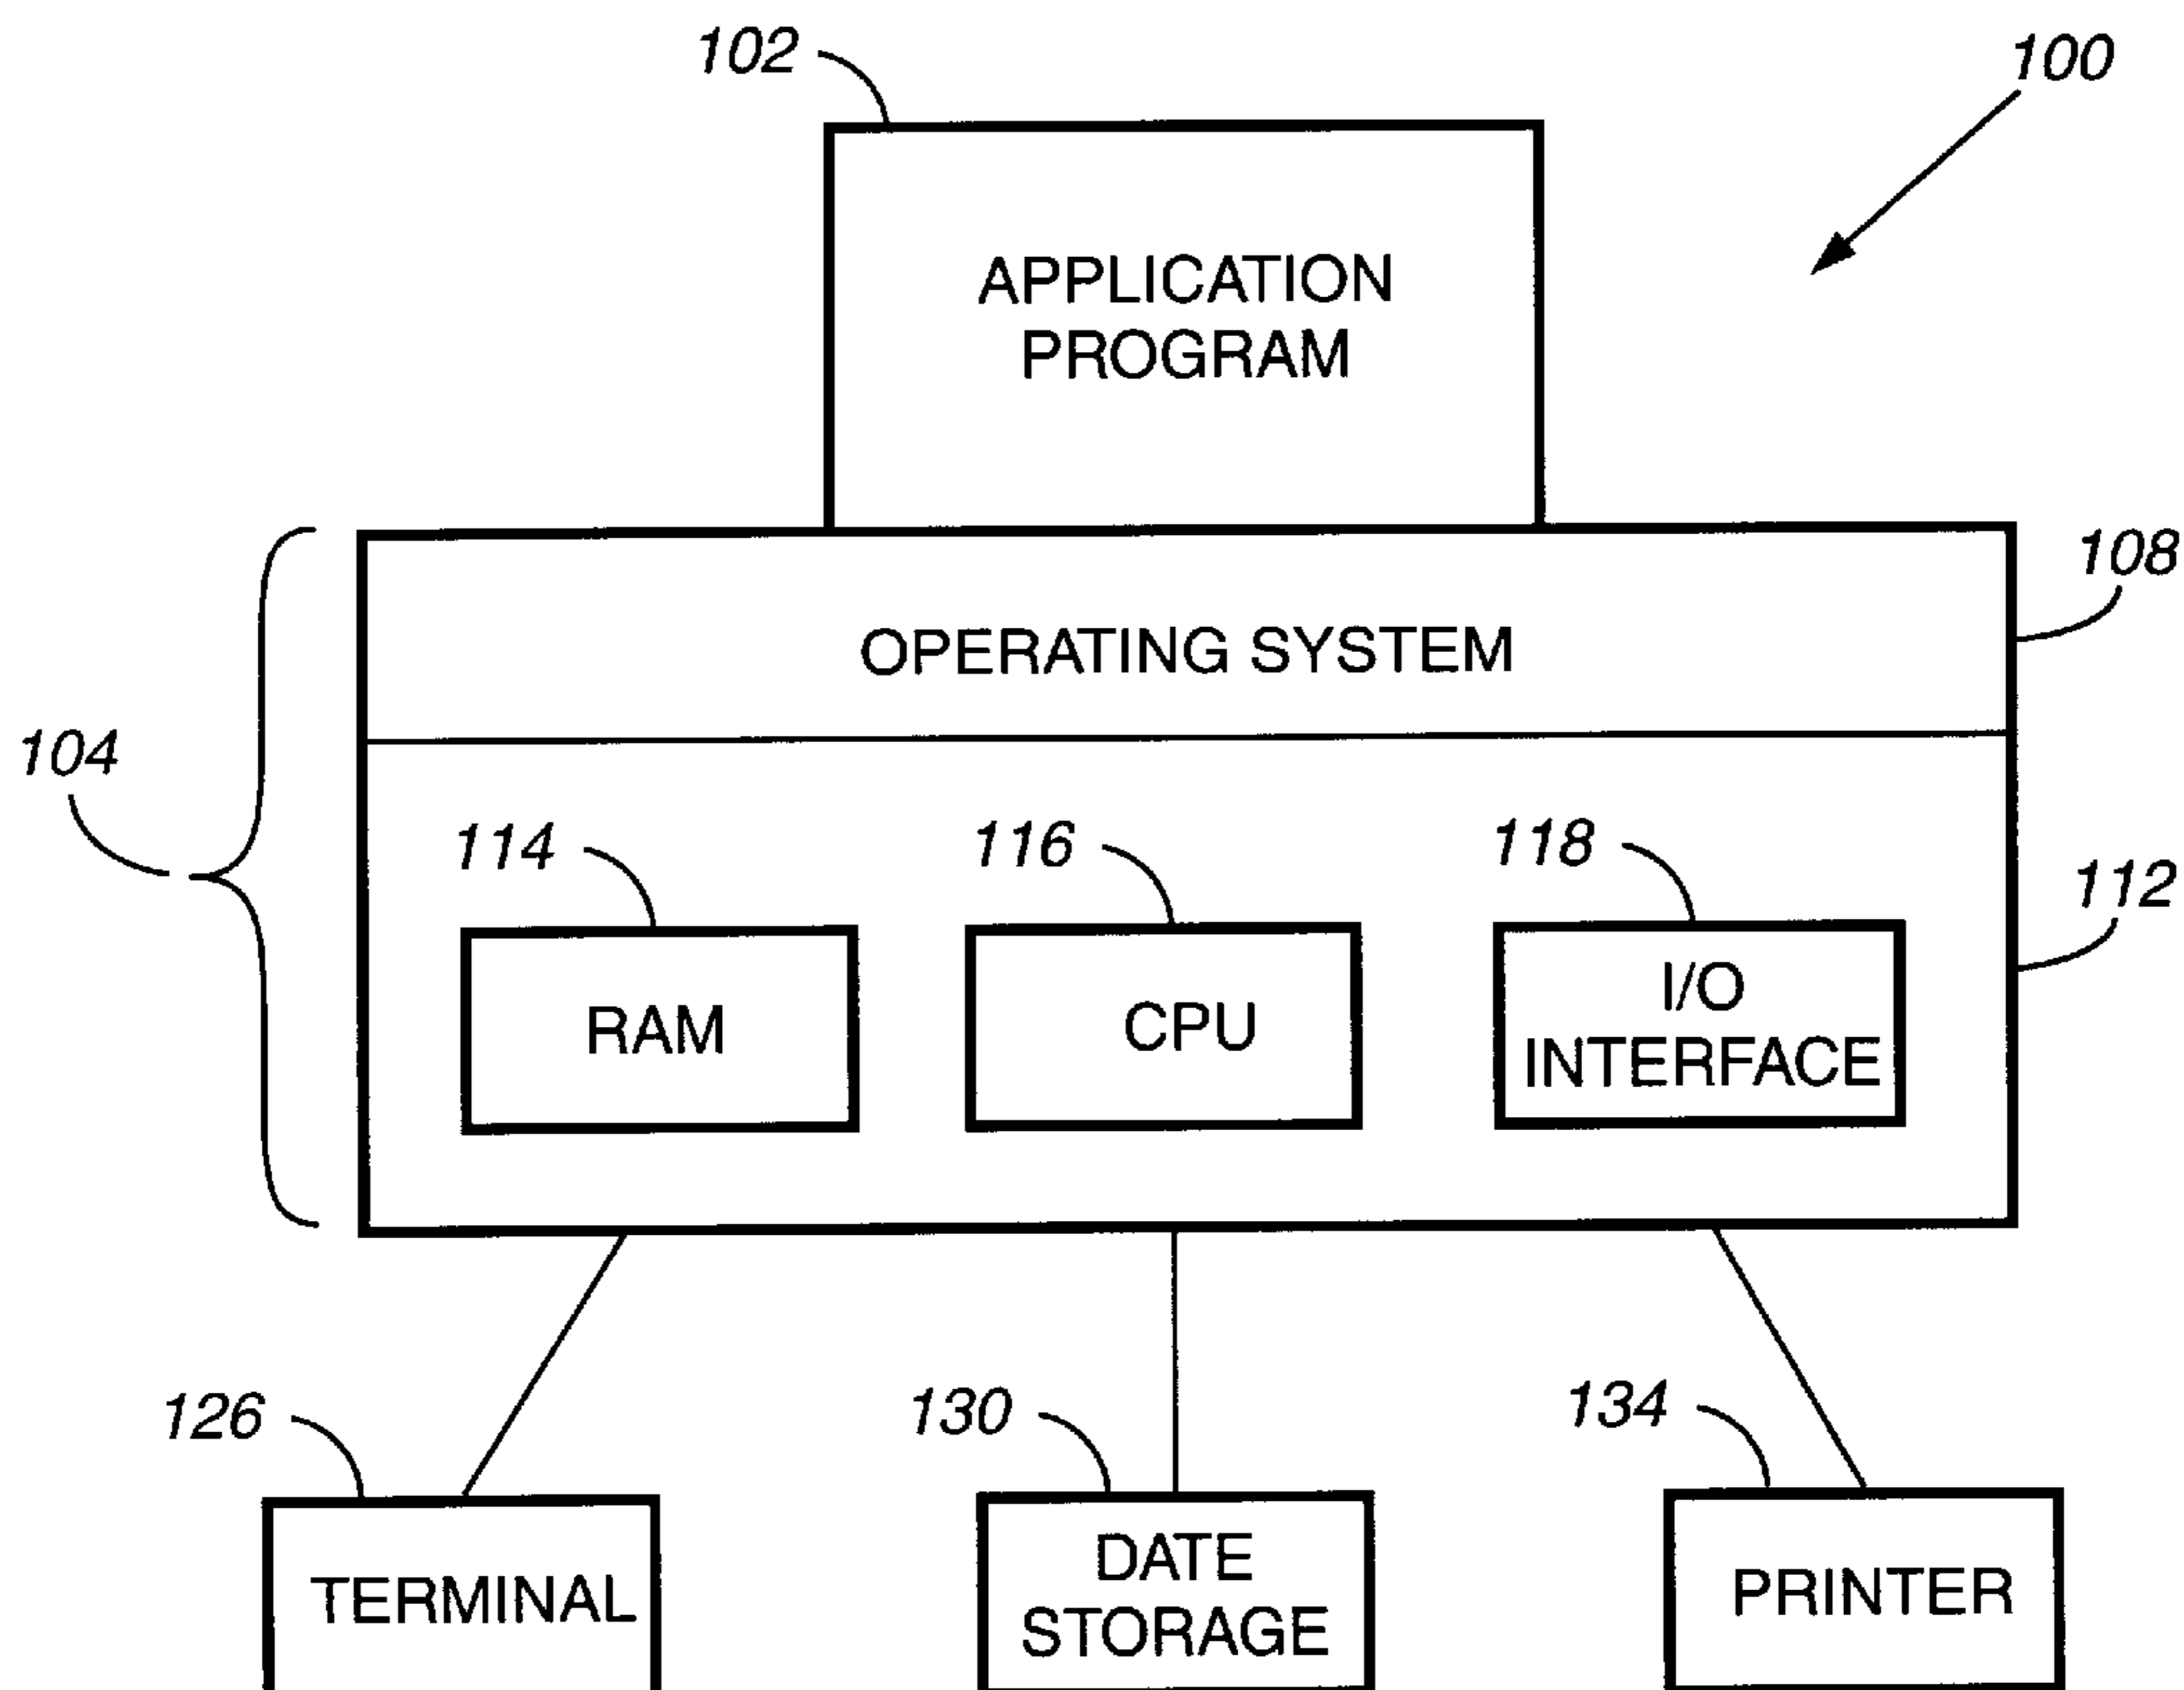 102
100
APPLICATION
PROGRAM
108
OPERATING SYSTEM
104
114
116
118
112
RAM
CPU
I/O
INTERFACE
126
130
134
TERMINAL
DATE
STORAGE
PRINTER